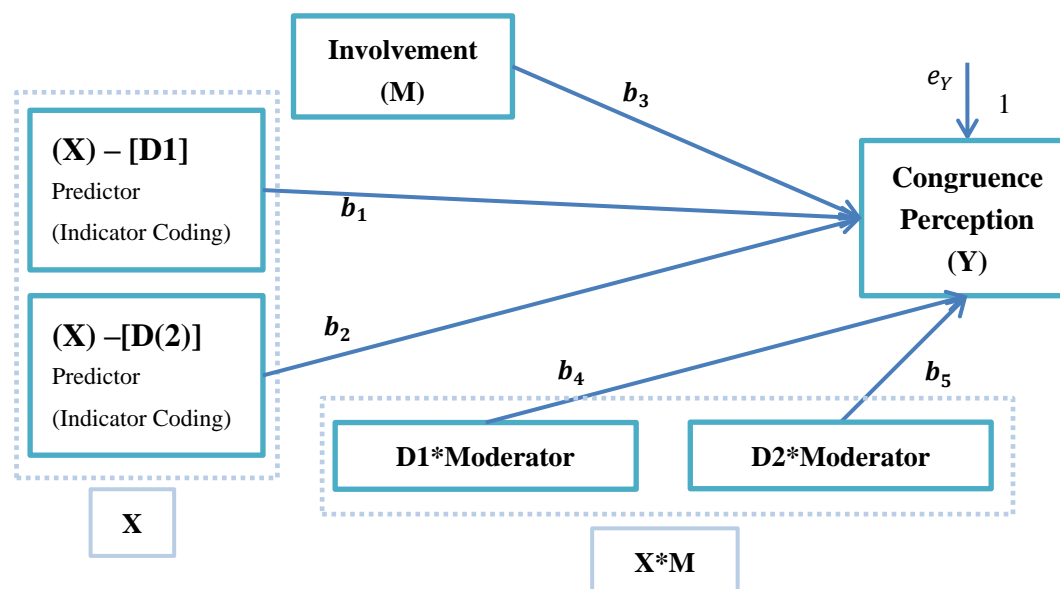 Involvement
(M)
b₃
e_Y
1
(X) – [D1]
Predictor
(Indicator Coding)
b₁
Congruence
Perception
(Y)
(X) –[D(2)]
Predictor
(Indicator Coding)
b₂
b₄
b₅
D1*Moderator
D2*Moderator
X
X*M